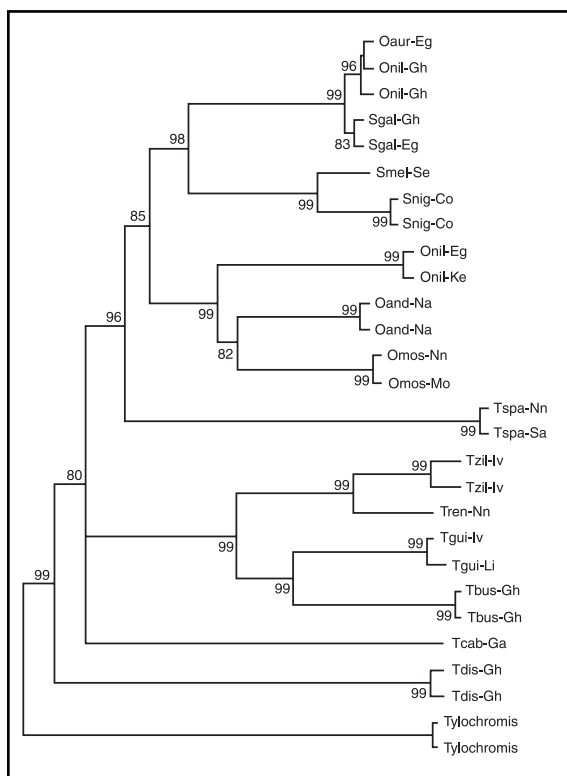 Oaur-Eg
96
Onil-Gh
99
Onil-Gh
Sgal-Gh
98
83
Sgal-Eg
Smel-Se
99
Snig-Co
85
99
Snig-Co
99
Onil-Eg
Onil-Ke
99
99
Oand-Na
96
Oand-Na
82
Omos-Nn
99
Omos-Mo
Tspa-Nn
99
Tspa-Sa
99
Tzil-Iv
80
99
Tzil-Iv
Tren-Nn
99
99
Tgui-Iv
99
Tgui-Li
99
Tbus-Gh
99
Tbus-Gh
Tcab-Ga
Tdis-Gh
99
Tdis-Gh
Tylochromis
Tylochromis